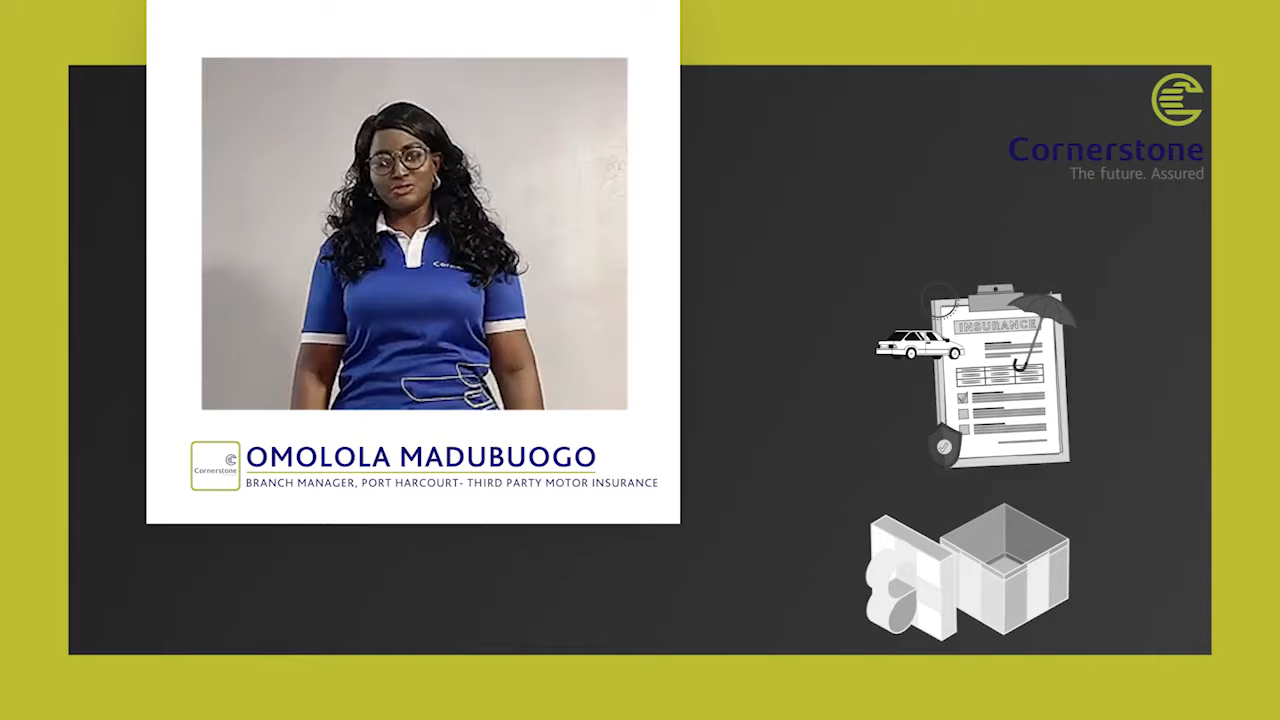 Cornerstone
The future. Assured
INSURANCE
Cornerstone
OMOLOLA MADUBUOGO
BRANCH MANAGER, PORT HARCOURT- THIRD PARTY MOTOR INSURANCE